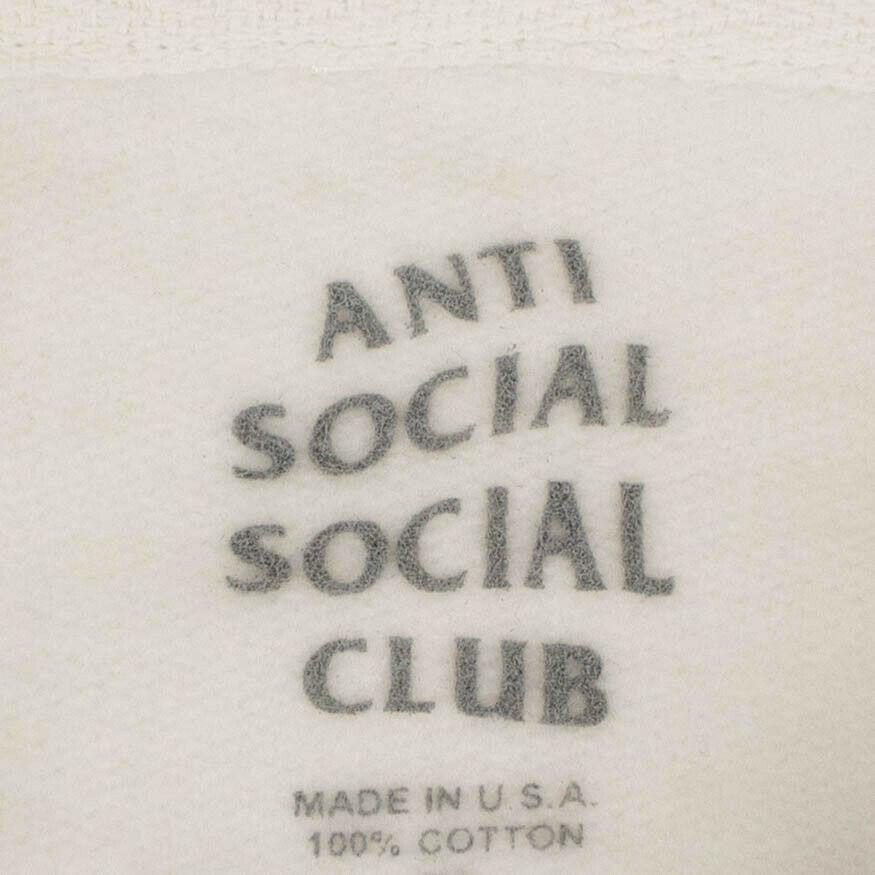 ANTI
SOCIAL
SOCIAL
CLUB
MADE IN U.S.A.
100% COTTON